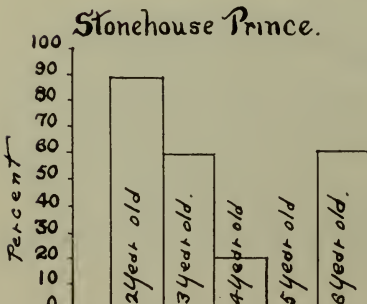 Stonehouse Prince.
100
90
80
70
60
50
40
30
20
10
0
Percent
2 Year old
3 Year old.
4 Year old
5 Year old
6 Year old.